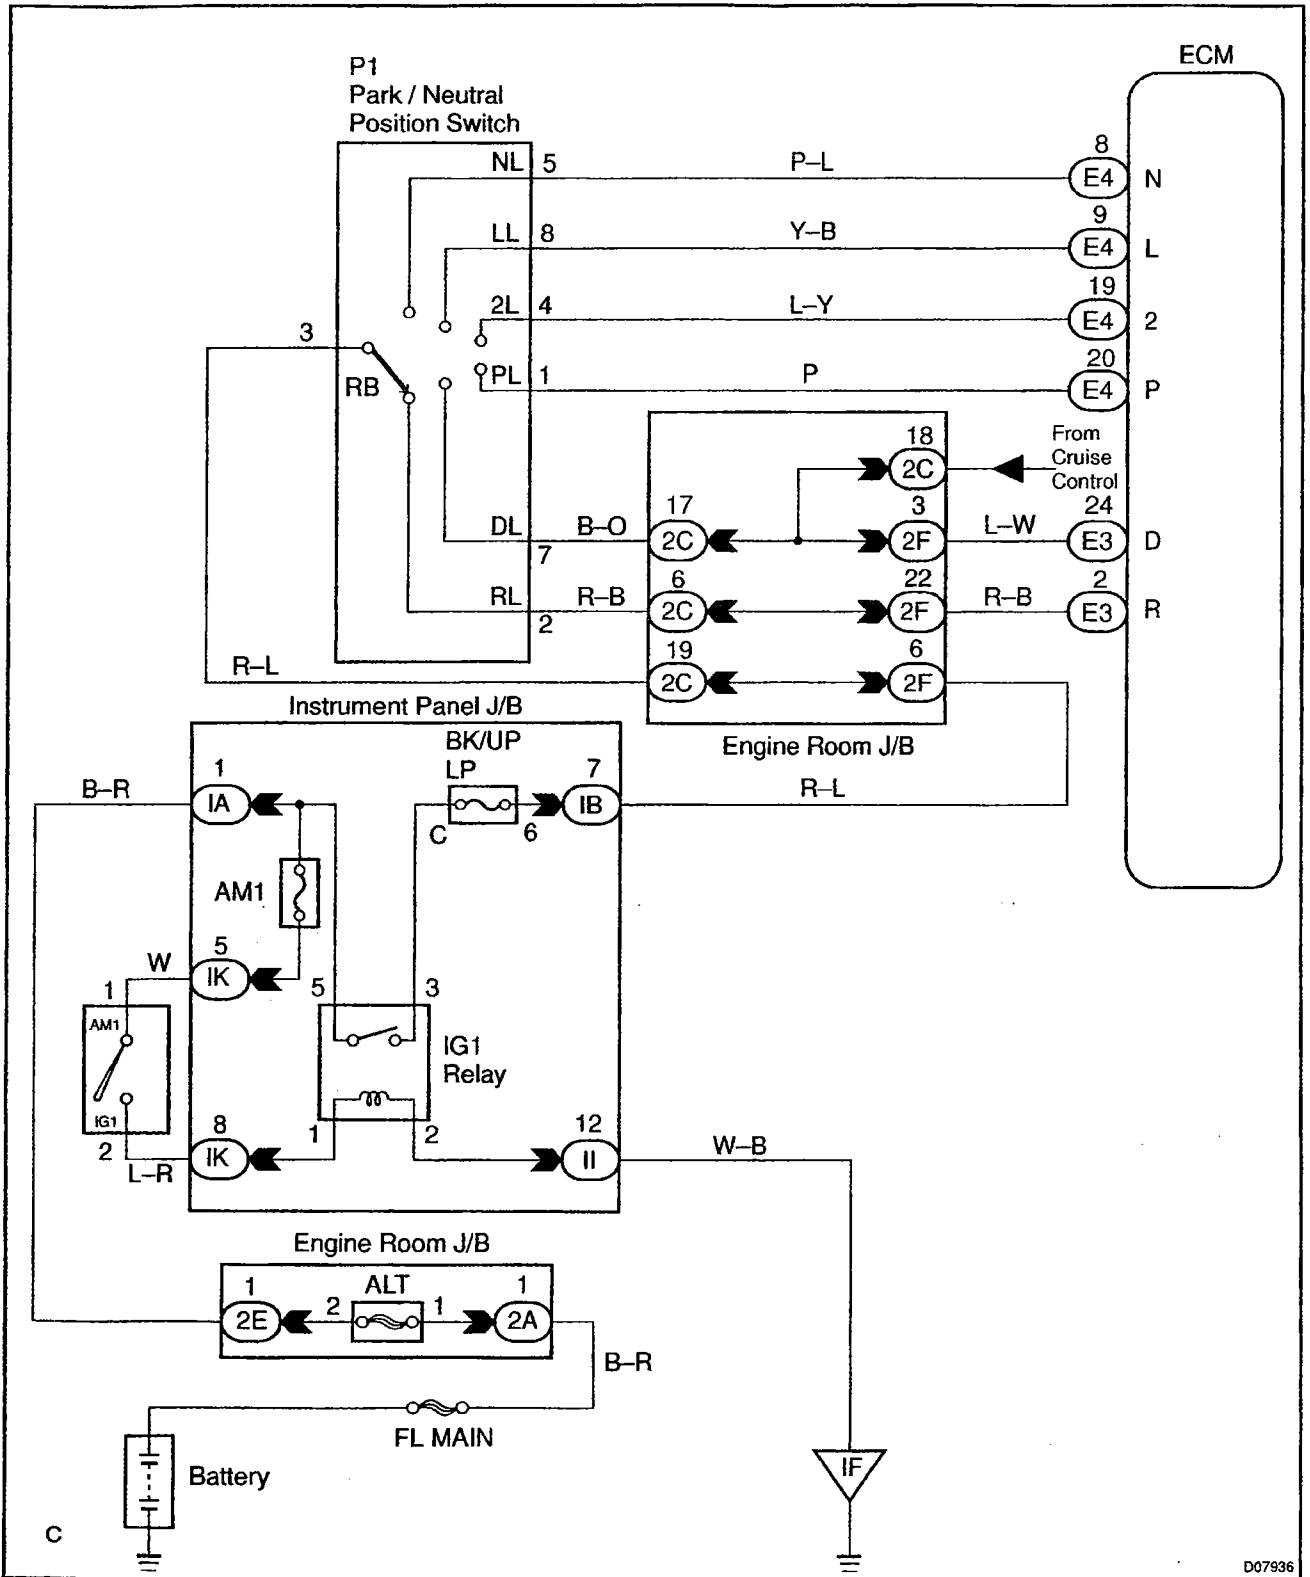 ECM
P1
Park / Neutral
Position Switch
NL 5 P–L 8 E4 N
LL 8 Y–B 9 E4 L
2L 4 L–Y 19 E4 2
3
RB
PL 1 P 20 E4 P
18 2C From
Cruise
Control
DL 7 B–O 17 2C 3 2F L–W 24 E3 D
RL 2 R–B 6 2C 22 2F R–B 2 E3 R
R–L 19 2C 6 2F
Engine Room J/B
Instrument Panel J/B
BK/UP
LP
B–R 1 IA C 6 7 IB R–L
AM1
W 5 IK
1 AM1
IG1 2
5 3
IG1
Relay
1 2
L–R 8 IK 12 II W–B
Engine Room J/B
1 2E 2 ALT 1 1 2A
B–R
FL MAIN
Battery
IF
C
D07936